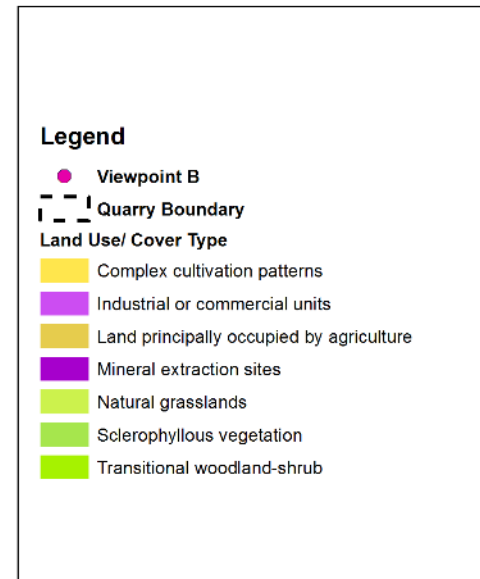 Legend
Viewpoint B
Quarry Boundary
Land Use/ Cover Type
Complex cultivation patterns
Industrial or commercial units
Land principally occupied by agriculture
Mineral extraction sites
Natural grasslands
Sclerophyllous vegetation
Transitional woodland-shrub